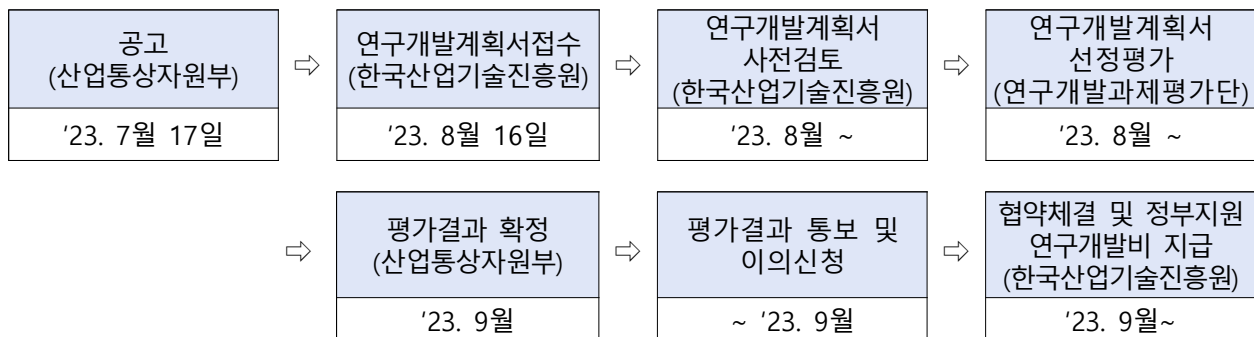 공고
(산업통상자원부)
'23. 7월 17일
⇨
연구개발계획서접수
(한국산업기술진흥원)
'23. 8월 16일
⇨
연구개발계획서
사전검토
(한국산업기술진흥원)
'23. 8월 ~
⇨
연구개발계획서
선정평가
(연구개발과제평가단)
'23. 8월 ~
⇨
평가결과 확정
(산업통상자원부)
'23. 9월
⇨
평가결과 통보 및
이의신청
~ '23. 9월
⇨
협약체결 및 정부지원
연구개발비 지급
(한국산업기술진흥원)
'23. 9월~